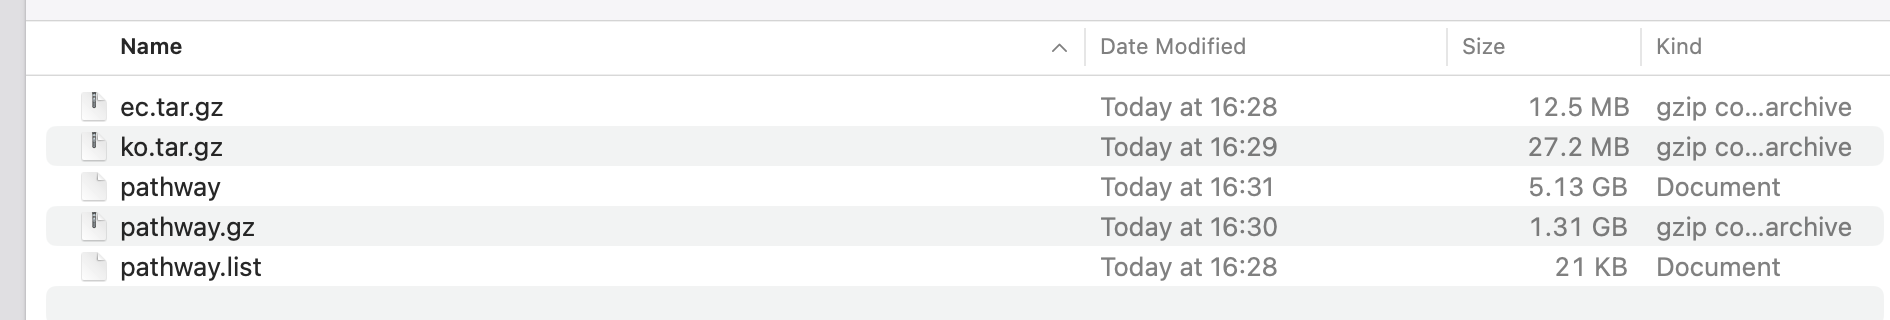 Name Date Modified Size Kind
ec.tar.gz Today at 16:28 12.5 MB gzip co...archive
ko.tar.gz Today at 16:29 27.2 MB gzip co...archive
pathway Today at 16:31 5.13 GB Document
pathway.gz Today at 16:30 1.31 GB gzip co...archive
pathway.list Today at 16:28 21 KB Document